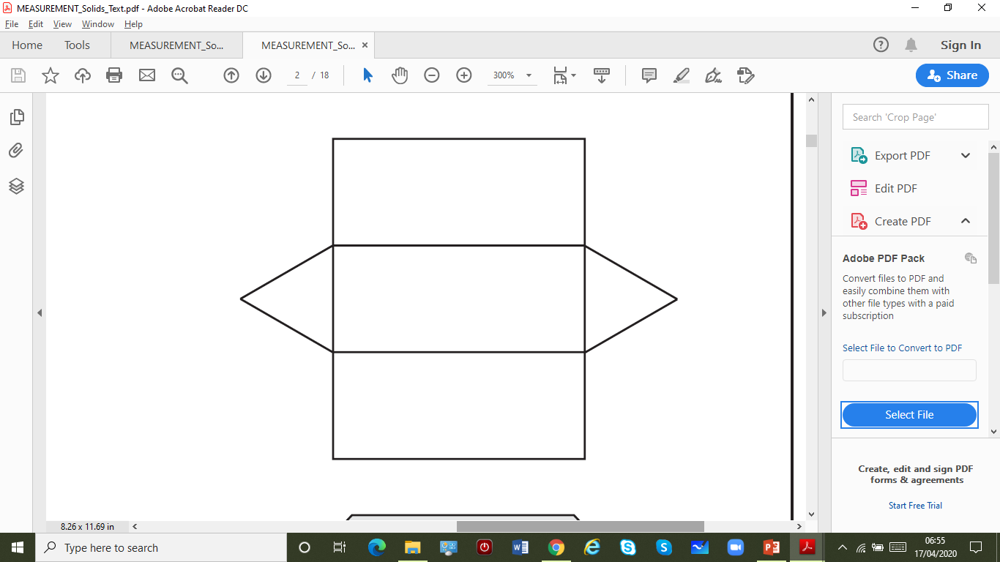 MEASUREMENT_Solids_Text.pdf - Adobe Acrobat Reader DC
File Edit View Window Help
Home Tools MEASUREMENT_So... MEASUREMENT_So... ×
Sign In
2 / 18 300% Share
Search 'Crop Page'
Export PDF
Edit PDF
Create PDF
Adobe PDF Pack
Convert files to PDF and
easily combine them with
other file types with a paid
subscription
Select File to Convert to PDF
Select File
Create, edit and sign PDF
forms & agreements
Start Free Trial
8.26 x 11.69 in
Type here to search
06:55
17/04/2020